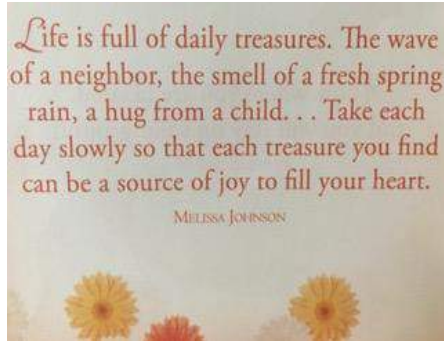 Life is full of daily treasures. The wave
of a neighbor, the smell of a fresh spring
rain, a hug from a child. . . Take each
day slowly so that each treasure you find
can be a source of joy to fill your heart.
MELISSA JOHNSON